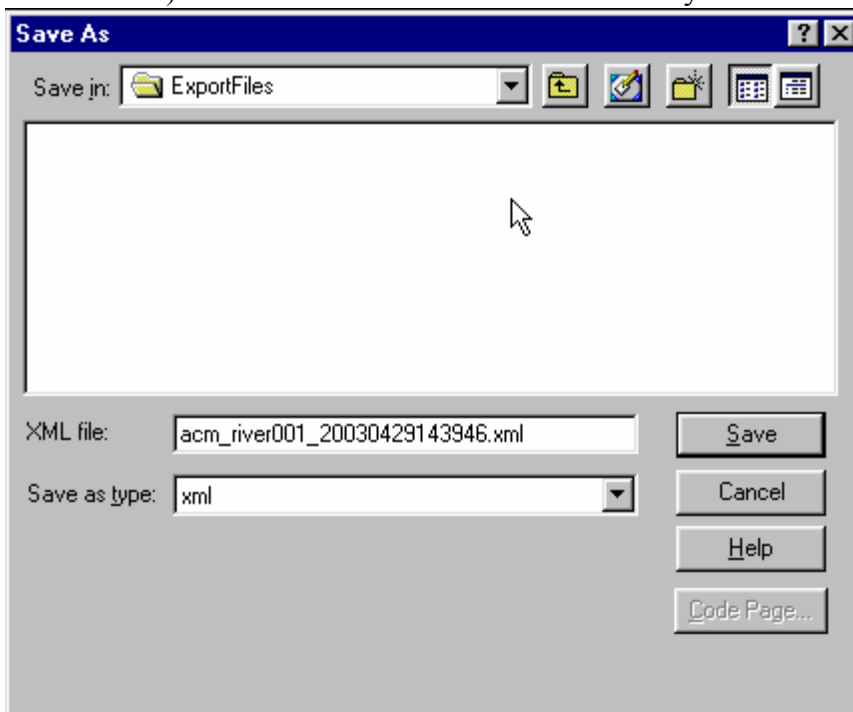 Save As
Save in: ExportFiles
XML file: acm_river001_20030429143946.xml Save
Save as type: xml Cancel
Help
Code Page...